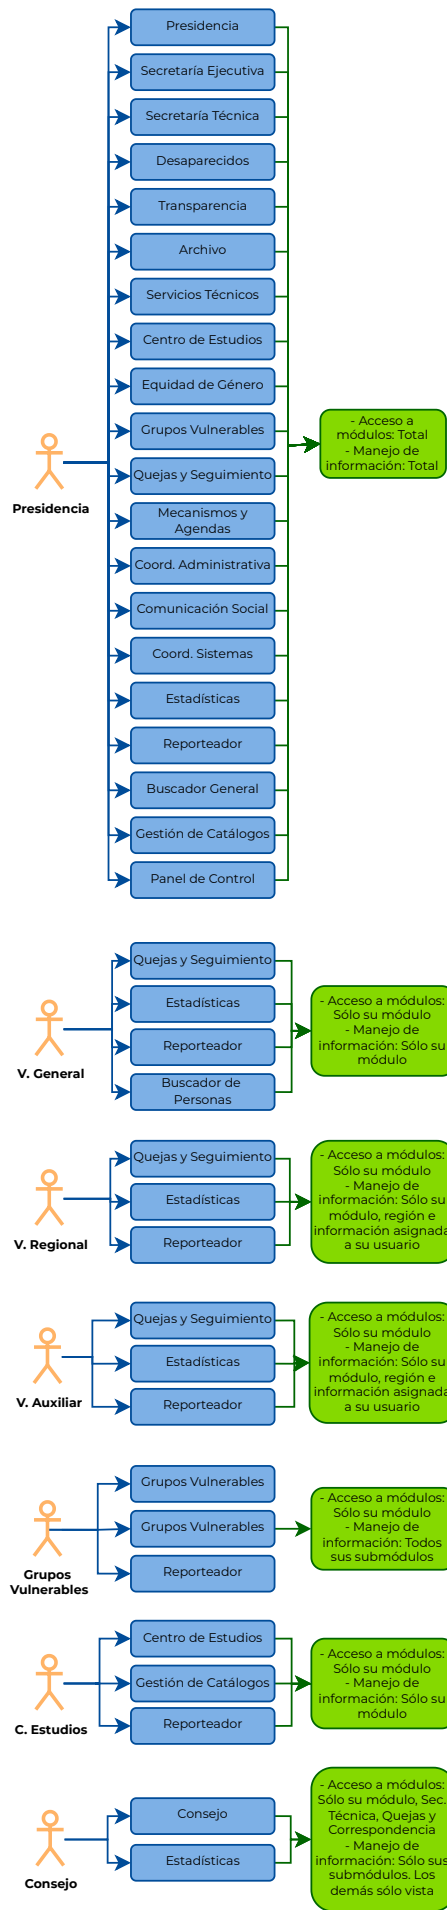 Presidencia
Secretaría Ejecutiva
Secretaría Técnica
Desaparecidos
Transparencia
Archivo
Servicios Técnicos
Centro de Estudios
Equidad de Género
Grupos Vulnerables
Quejas y Seguimiento
Mecanismos y
Agendas
Coord. Administrativa
Comunicación Social
Coord. Sistemas
Estadísticas
Reporteador
Buscador General
Gestión de Catálogos
Panel de Control
Presidencia
- Acceso a
módulos: Total
- Manejo de
información: Total
Quejas y Seguimiento
Estadísticas
Reporteador
Buscador de
Personas
V. General
- Acceso a módulos:
Sólo su módulo
- Manejo de
información: Sólo su
módulo
Quejas y Seguimiento
Estadísticas
Reporteador
V. Regional
- Acceso a módulos:
Sólo su módulo
- Manejo de
información: Sólo su
módulo, región e
información asignada
a su usuario
Quejas y Seguimiento
Estadísticas
Reporteador
V. Auxiliar
- Acceso a módulos:
Sólo su módulo
- Manejo de
información: Sólo su
módulo, región e
información asignada
a su usuario
Grupos Vulnerables
Grupos Vulnerables
Reporteador
Grupos
Vulnerables
- Acceso a módulos:
Sólo su módulo
- Manejo de
información: Todos
sus submódulos
Centro de Estudios
Gestión de Catálogos
Reporteador
C. Estudios
- Acceso a módulos:
Sólo su módulo
- Manejo de
información: Sólo su
módulo
Consejo
Estadísticas
Consejo
- Acceso a módulos:
Sólo su módulo, Sec.
Técnica, Quejas y
Correspondencia
- Manejo de
información: Sólo sus
submódulos. Los
demás sólo vista